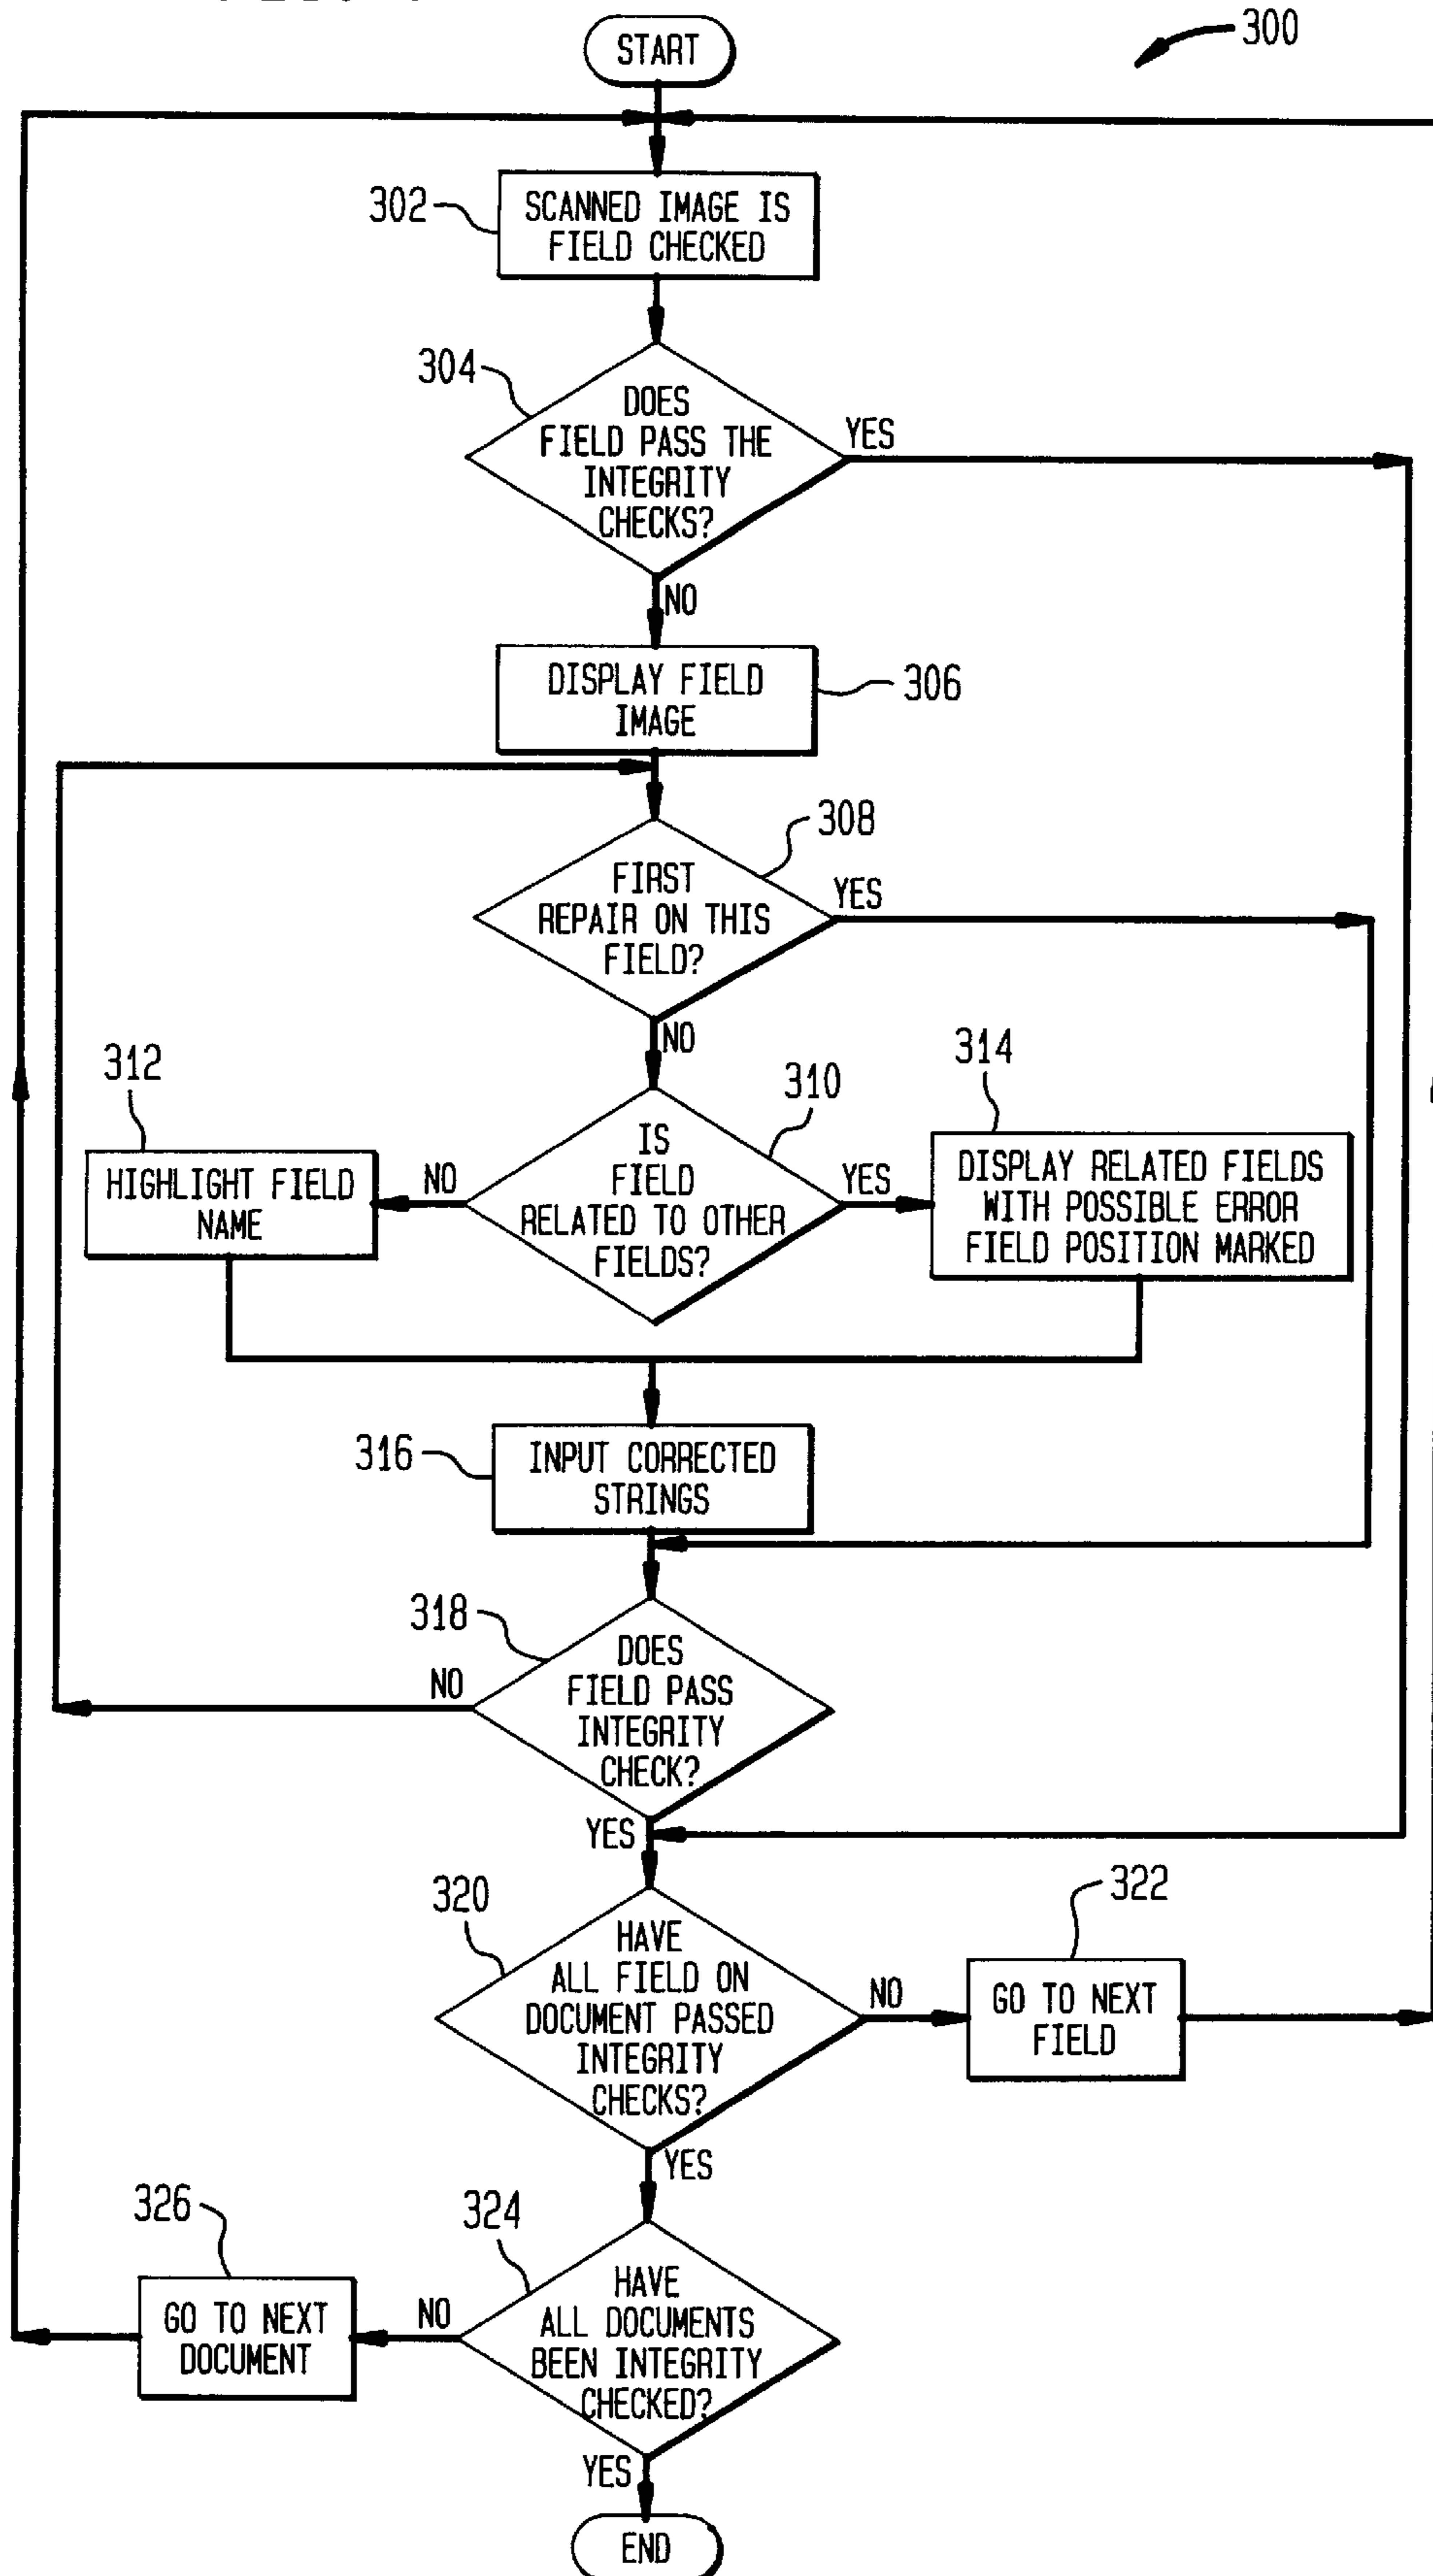 START
300
302
SCANNED IMAGE IS
FIELD CHECKED
304
DOES
FIELD PASS THE
INTEGRITY
CHECKS?
YES
NO
DISPLAY FIELD
IMAGE
306
308
FIRST
REPAIR ON THIS
FIELD?
YES
NO
312
310
314
HIGHLIGHT FIELD
NAME
NO
IS
FIELD
RELATED TO OTHER
FIELDS?
YES
DISPLAY RELATED FIELDS
WITH POSSIBLE ERROR
FIELD POSITION MARKED
316
INPUT CORRECTED
STRINGS
318
DOES
FIELD PASS
INTEGRITY
CHECK?
NO
YES
320
HAVE
ALL FIELD ON
DOCUMENT PASSED
INTEGRITY
CHECKS?
NO
322
GO TO NEXT
FIELD
YES
326
324
GO TO NEXT
DOCUMENT
NO
HAVE
ALL DOCUMENTS
BEEN INTEGRITY
CHECKED?
YES
END